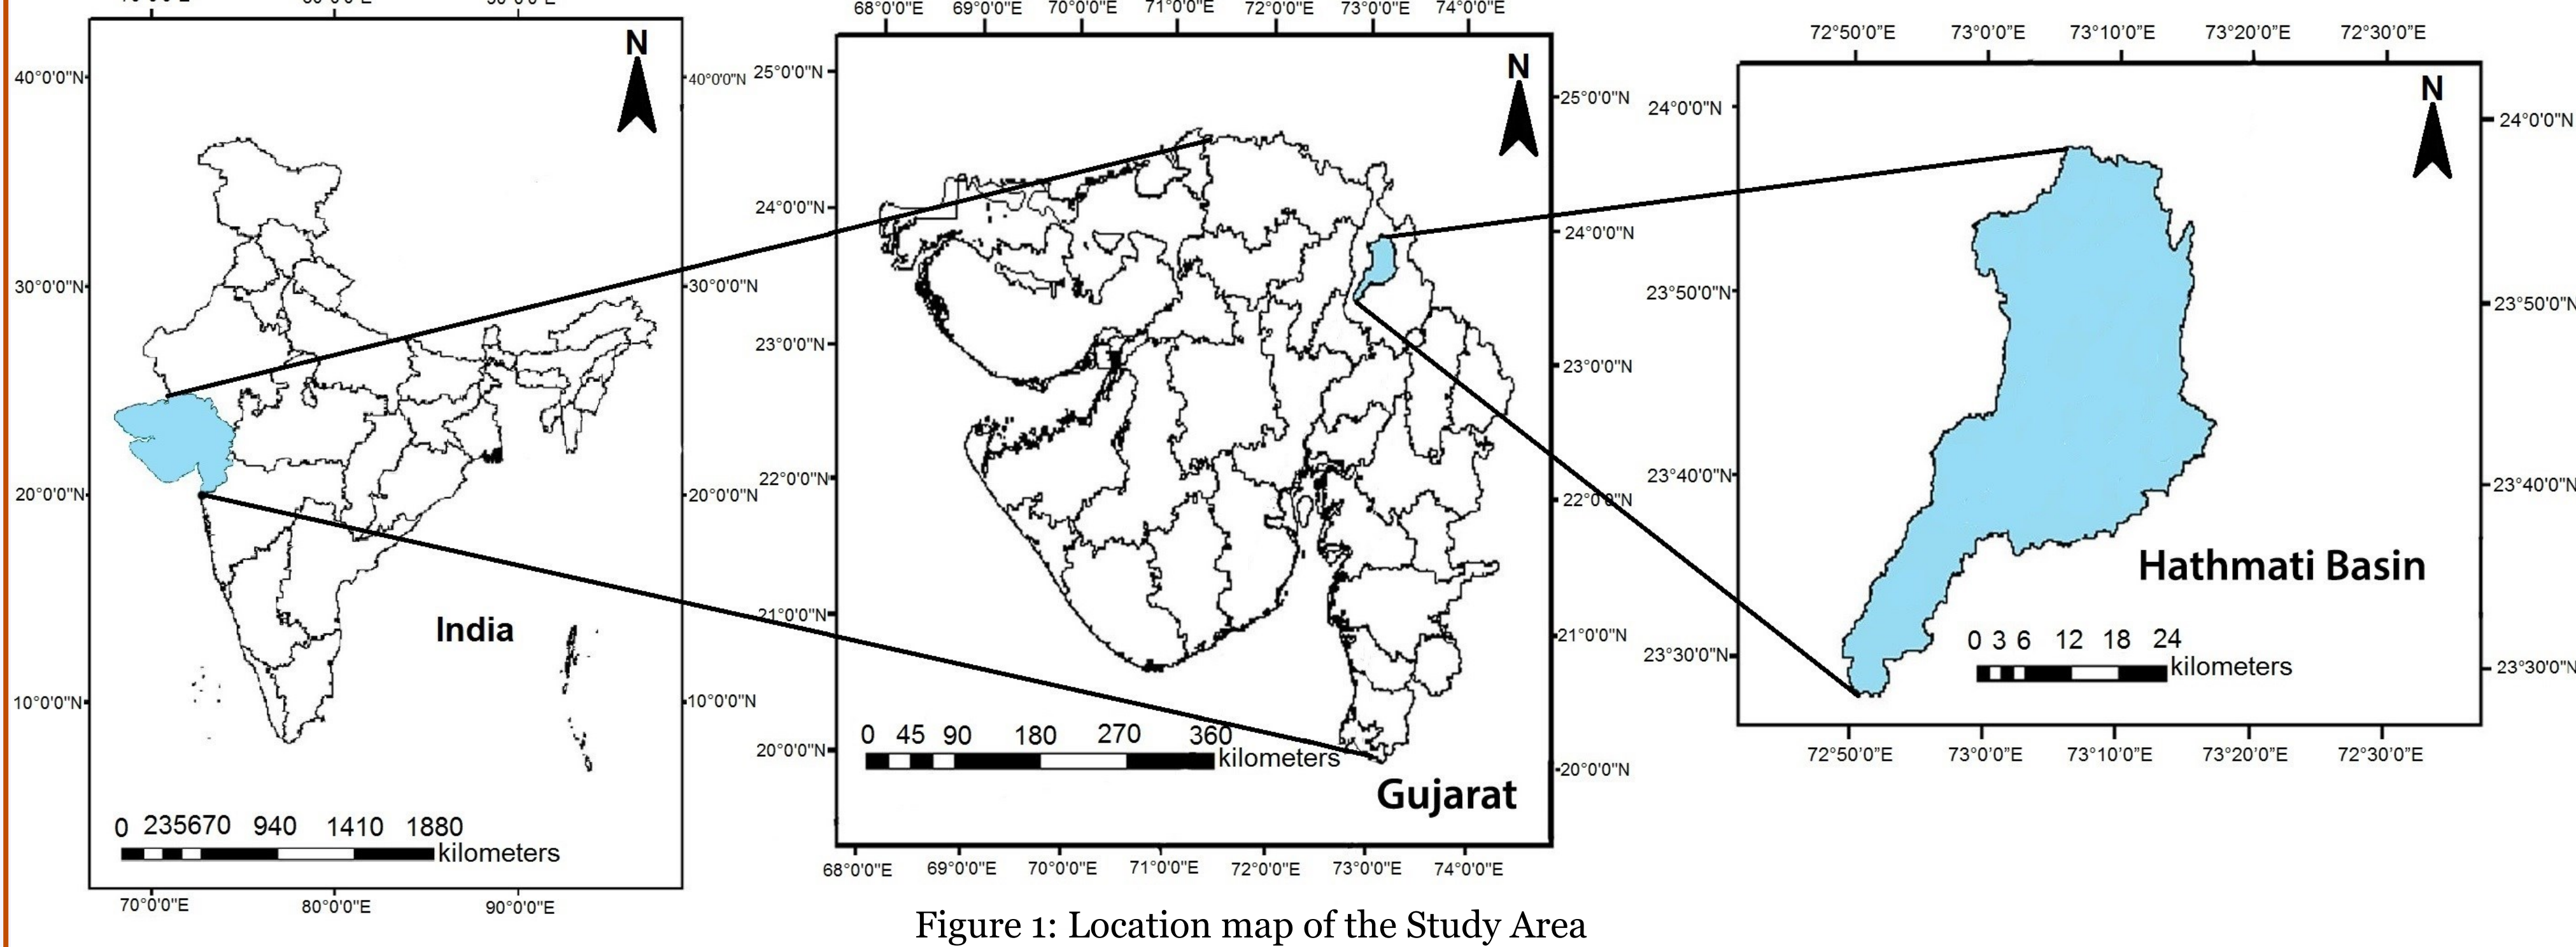 70°0'0"E 80°0'0"E 90°0'0"E
N
40°0'0"N 40°0'0"N
30°0'0"N 30°0'0"N
20°0'0"N 20°0'0"N
10°0'0"N 10°0'0"N
India
0 235670 940 1410 1880
kilometers
70°0'0"E 80°0'0"E 90°0'0"E
68°0'0"E 69°0'0"E 70°0'0"E 71°0'0"E 72°0'0"E 73°0'0"E 74°0'0"E
N
25°0'0"N 25°0'0"N
24°0'0"N 24°0'0"N
23°0'0"N 23°0'0"N
22°0'0"N 22°0'0"N
21°0'0"N 21°0'0"N
20°0'0"N 20°0'0"N
0 45 90 180 270 360
kilometers
Gujarat
68°0'0"E 69°0'0"E 70°0'0"E 71°0'0"E 72°0'0"E 73°0'0"E 74°0'0"E
72°50'0"E 73°0'0"E 73°10'0"E 73°20'0"E 72°30'0"E
N
24°0'0"N 24°0'0"N
23°50'0"N 23°50'0"N
23°40'0"N 23°40'0"N
23°30'0"N 23°30'0"N
Hathmati Basin
0 3 6 12 18 24
kilometers
72°50'0"E 73°0'0"E 73°10'0"E 73°20'0"E 72°30'0"E
Figure 1: Location map of the Study Area